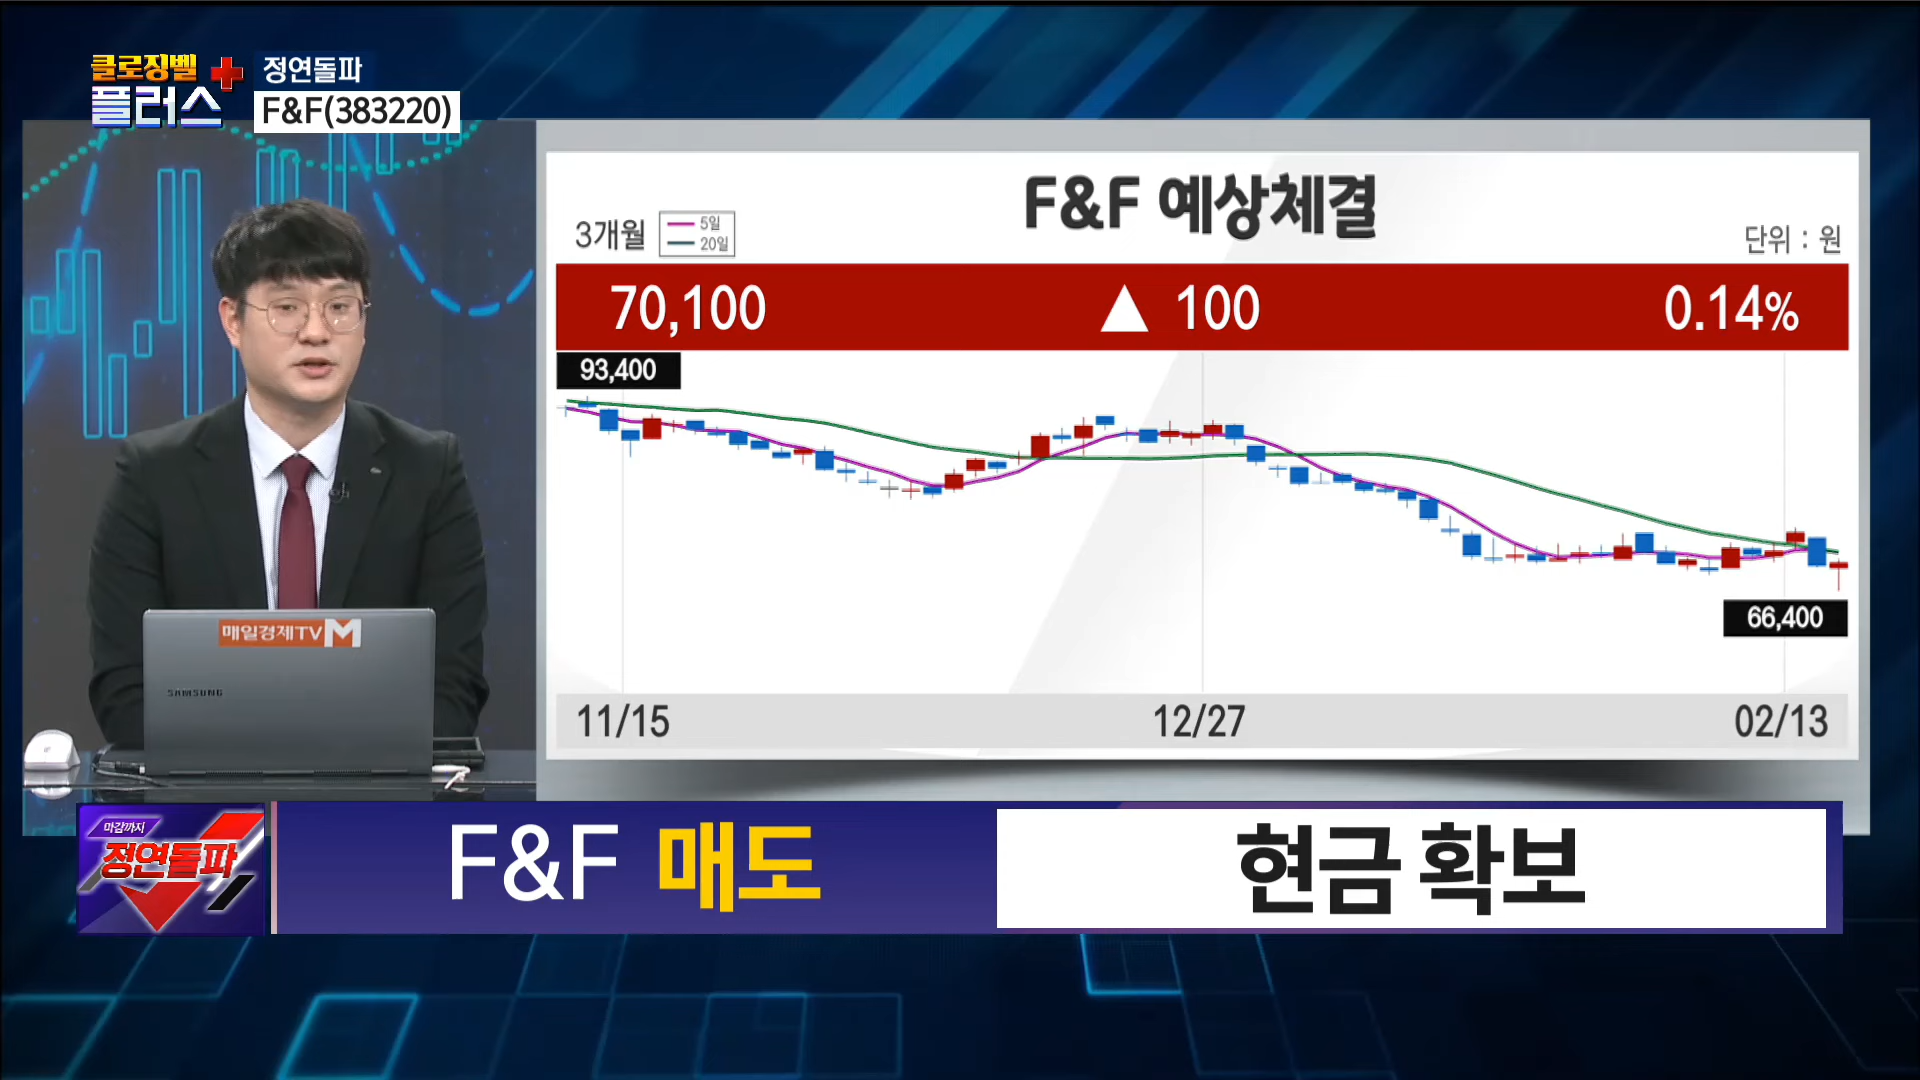 클로징벨
플러스
정연돌파
F&F(383220)
F&F 예상체결
3개월
5일
20일
단위 : 원
70,100 ▲ 100 0.14%
93,400
66,400
11/15 12/27 02/13
매일경제TV M
SAMSUNG
마감까지
정연돌파
F&F 매도
현금 확보